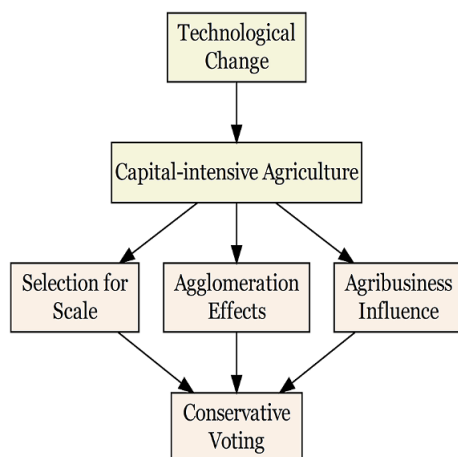 Technological
Change
Capital-intensive Agriculture
Selection for
Scale
Agglomeration
Effects
Agribusiness
Influence
Conservative
Voting